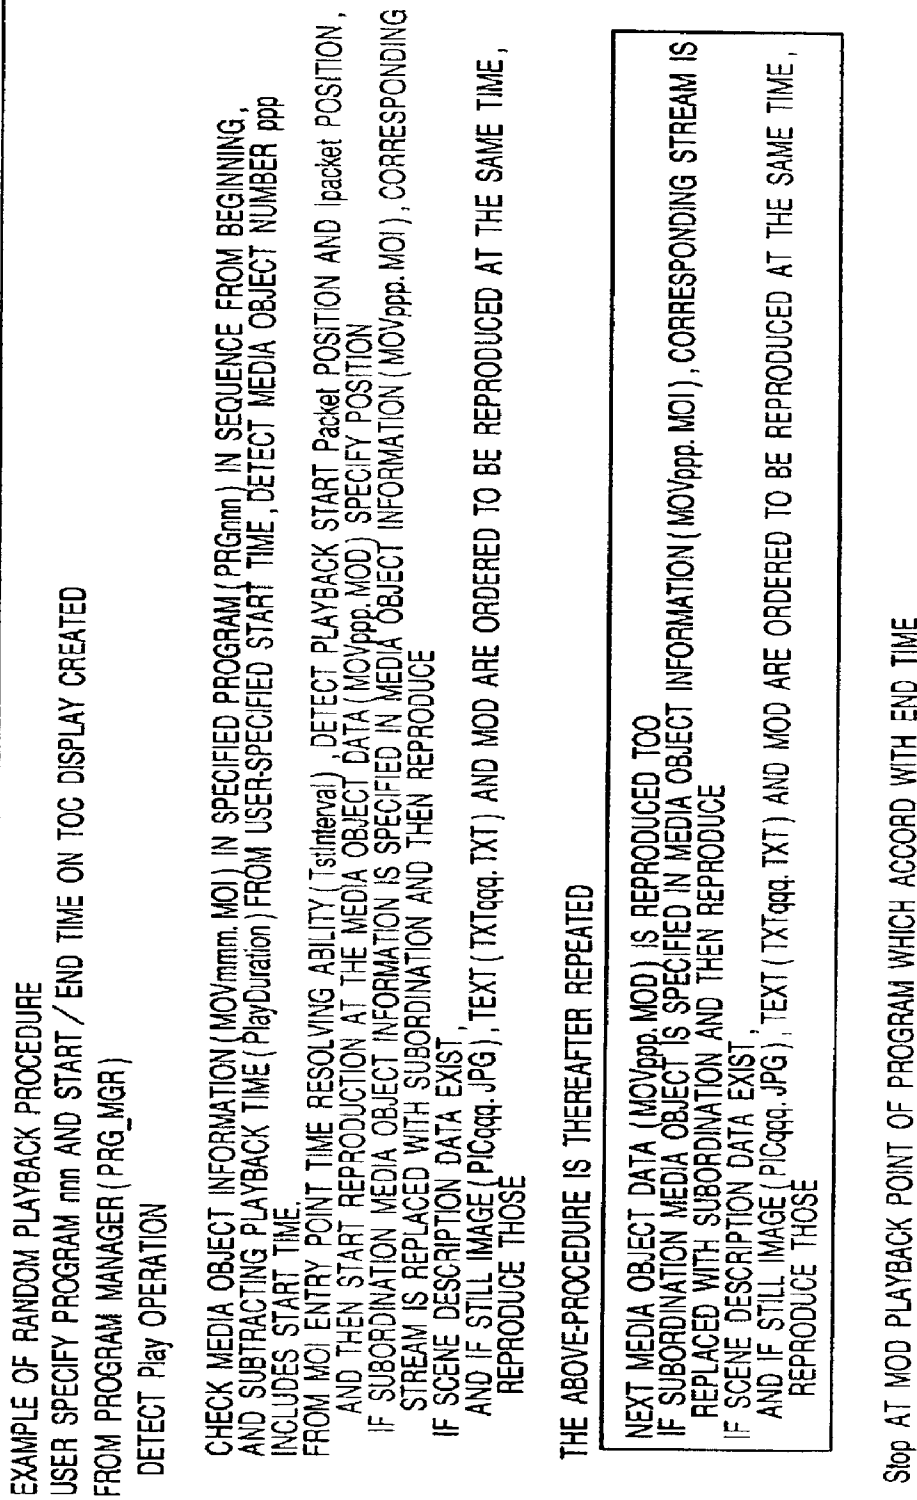 EXAMPLE OF RANDOM PLAYBACK PROCEDURE
USER SPECIFY PROGRAM nnn AND START / END TIME ON TOC DISPLAY CREATED
FROM PROGRAM MANAGER (PRG_MGR)
DETECT Play OPERATION
CHECK MEDIA OBJECT INFORMATION (MOVmmm. MOI) IN SPECIFIED PROGRAM (PRGnnn) IN SEQUENCE FROM BEGINNING,
AND SUBTRACTING PLAYBACK TIME (PlayDuration) FROM USER-SPECIFIED START TIME, DETECT MEDIA OBJECT NUMBER ppp
INCLUDES START TIME.
FROM MOI ENTRY POINT TIME RESOLVING ABILITY (TstInterval), DETECT PLAYBACK START Packet POSITION AND Ipacket POSITION,
AND THEN START REPRODUCTION AT THE MEDIA OBJECT DATA (MOVppp. MOD) SPECIFY POSITION
IF SUBORDINATION MEDIA OBJECT INFORMATION IS SPECIFIED IN MEDIA OBJECT INFORMATION (MOVppp. MOI), CORRESPONDING
STREAM IS REPLACED WITH SUBORDINATION AND THEN REPRODUCE
IF SCENE DESCRIPTION DATA EXIST,
AND IF STILL IMAGE (PICqqq. JPG), TEXT (TXTqqq. TXT) AND MOD ARE ORDERED TO BE REPRODUCED AT THE SAME TIME,
REPRODUCE THOSE
THE ABOVE-PROCEDURE IS THEREAFTER REPEATED
NEXT MEDIA OBJECT DATA (MOVppp. MOD) IS REPRODUCED TOO
IF SUBORDINATION MEDIA OBJECT IS SPECIFIED IN MEDIA OBJECT INFORMATION (MOVppp. MOI), CORRESPONDING STREAM IS
REPLACED WITH SUBORDINATION AND THEN REPRODUCE
IF SCENE DESCRIPTION DATA EXIST,
AND IF STILL IMAGE (PICqqq. JPG), TEXT (TXTqqq. TXT) AND MOD ARE ORDERED TO BE REPRODUCED AT THE SAME TIME,
REPRODUCE THOSE
Stop AT MOD PLAYBACK POINT OF PROGRAM WHICH ACCORD WITH END TIME